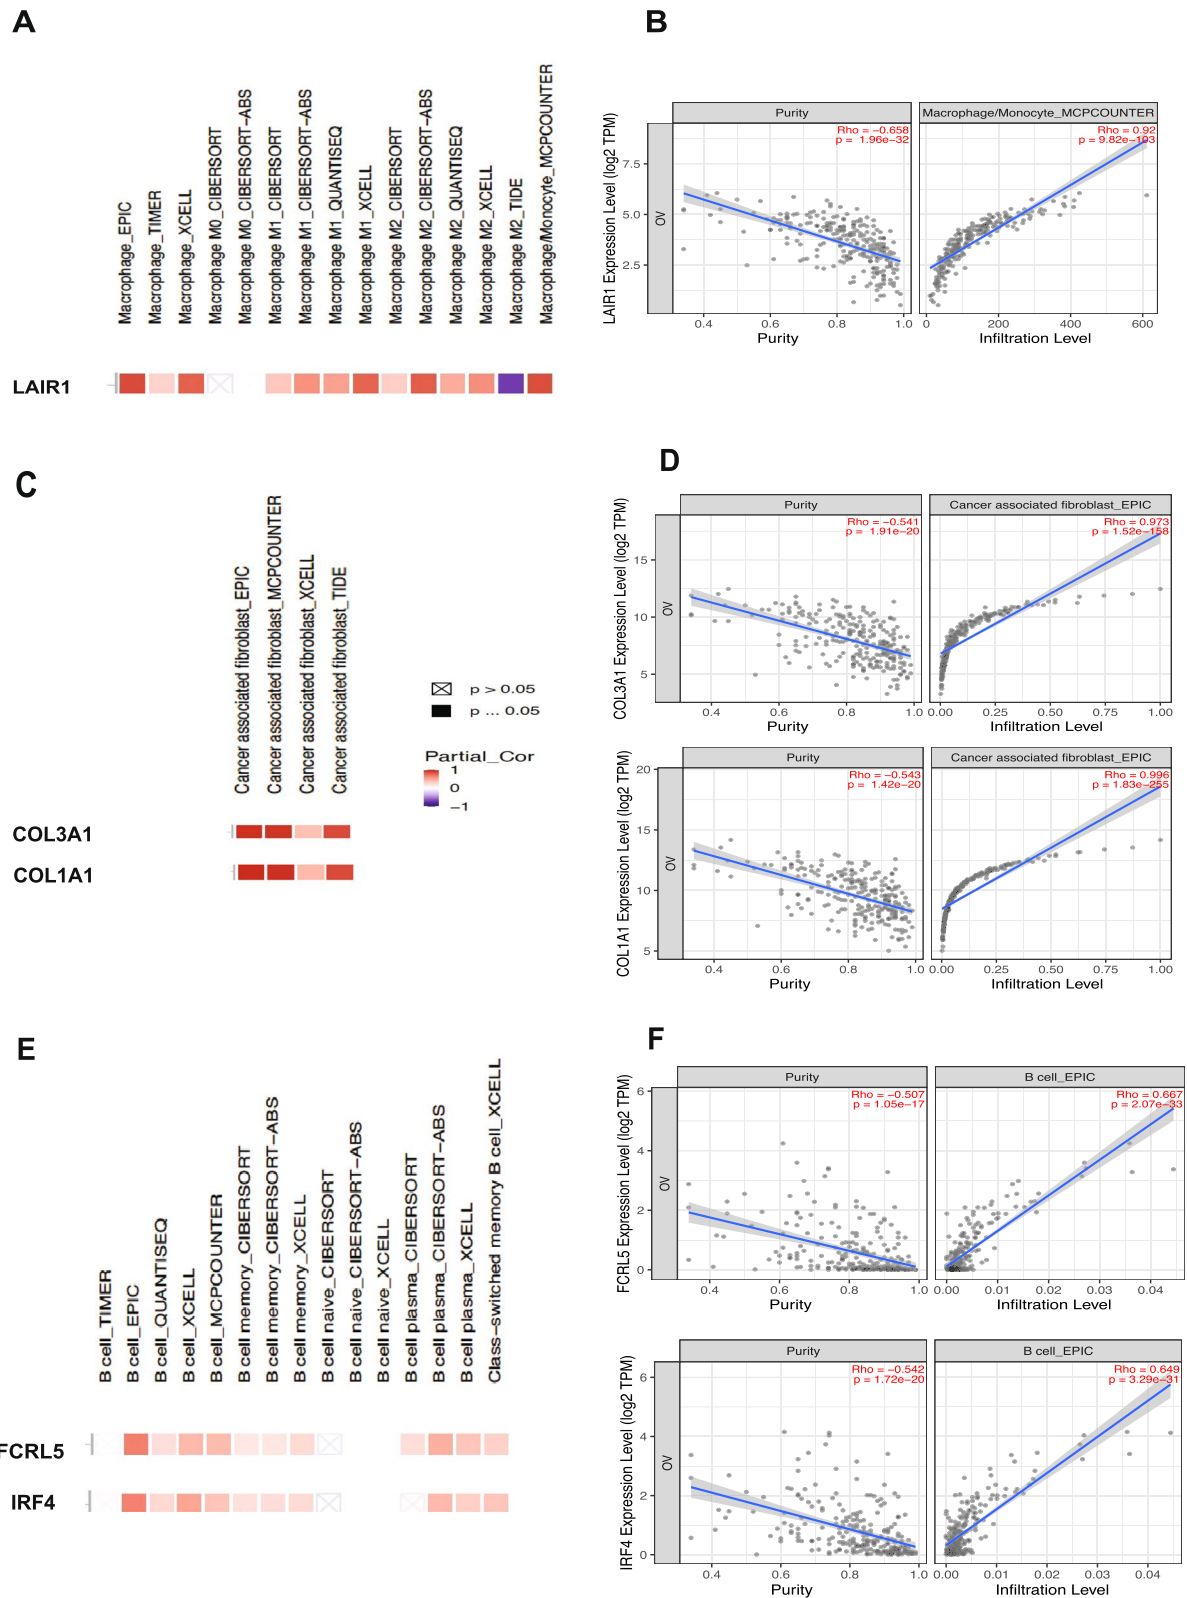 A
Macrophage_EPIC
Macrophage_TIMER
Macrophage_XCELL
Macrophage M0_CIBERSORT
Macrophage M0_CIBERSORT−ABS
Macrophage M1_CIBERSORT
Macrophage M1_CIBERSORT−ABS
Macrophage M1_QUANTISEQ
Macrophage M1_XCELL
Macrophage M2_CIBERSORT
Macrophage M2_CIBERSORT−ABS
Macrophage M2_QUANTISEQ
Macrophage M2_XCELL
Macrophage M2_TIDE
Macrophage/Monocyte_MCPCOUNTER
LAIR1
B
Purity
Macrophage/Monocyte_MCPCOUNTER
Rho = −0.658
p = 1.96e−32
Rho = 0.92
p = 9.82e−103
OV
LAIR1 Expression Level (log2 TPM)
7.5
5.0
2.5
0.4 0.6 0.8 1.0
0 200 400 600
Purity
Infiltration Level
C
Cancer associated fibroblast_EPIC
Cancer associated fibroblast_MCPCOUNTER
Cancer associated fibroblast_XCELL
Cancer associated fibroblast_TIDE
p > 0.05
p ... 0.05
Partial_Cor
1
0
−1
COL3A1
COL1A1
D
Purity
Cancer associated fibroblast_EPIC
Rho = −0.541
p = 1.91e−20
Rho = 0.973
p = 1.52e−158
OV
COL3A1 Expression Level (log2 TPM)
15
10
5
0.4 0.6 0.8 1.0
0.00 0.25 0.50 0.75 1.00
Purity
Infiltration Level
Purity
Cancer associated fibroblast_EPIC
Rho = −0.543
p = 1.42e−20
Rho = 0.996
p = 1.83e−255
OV
COL1A1 Expression Level (log2 TPM)
20
15
10
5
0.4 0.6 0.8 1.0
0.00 0.25 0.50 0.75 1.00
Purity
Infiltration Level
E
B cell_TIMER
B cell_EPIC
B cell_QUANTISEQ
B cell_XCELL
B cell_MCPCOUNTER
B cell memory_CIBERSORT
B cell memory_CIBERSORT−ABS
B cell memory_XCELL
B cell naive_CIBERSORT
B cell naive_CIBERSORT−ABS
B cell naive_XCELL
B cell plasma_CIBERSORT
B cell plasma_CIBERSORT−ABS
B cell plasma_XCELL
Class−switched memory B cell_XCELL
FCRL5
IRF4
F
Purity
B cell_EPIC
Rho = −0.507
p = 1.05e−17
Rho = 0.667
p = 2.07e−33
OV
FCRL5 Expression Level (log2 TPM)
6
4
2
0
0.4 0.6 0.8 1.0
0.00 0.01 0.02 0.03 0.04
Purity
Infiltration Level
Purity
B cell_EPIC
Rho = −0.542
p = 1.72e−20
Rho = 0.649
p = 3.29e−31
OV
IRF4 Expression Level (log2 TPM)
6
4
2
0
0.4 0.6 0.8 1.0
0.00 0.01 0.02 0.03 0.04
Purity
Infiltration Level